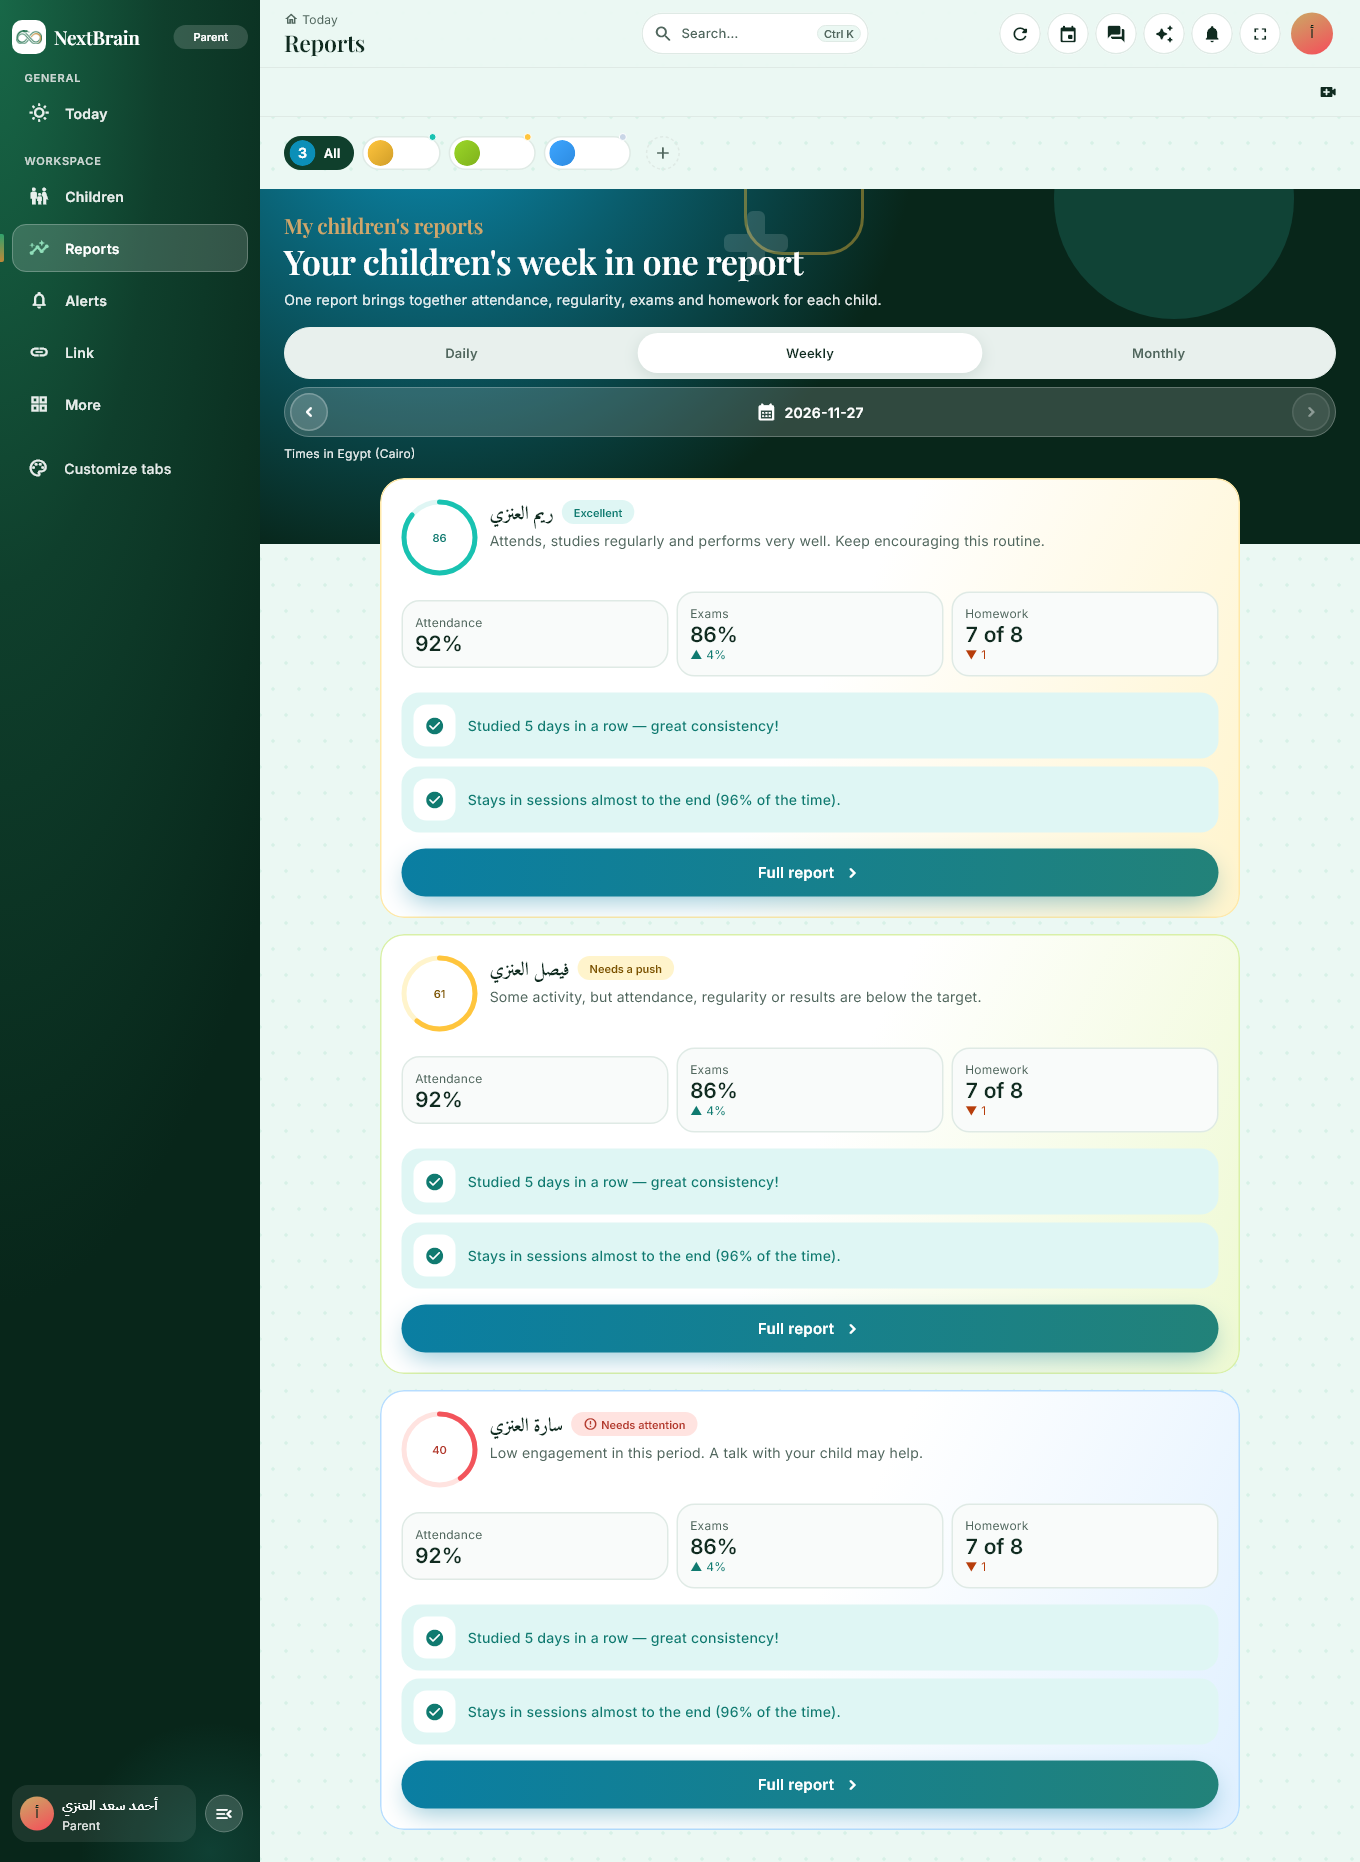 NextBrain
Parent
GENERAL
Today
WORKSPACE
Children
Reports
Alerts
Link
More
Customize tabs
أحمد سعد العنزي
Parent
أ
Today
Reports
Search...
Ctrl K
أ
3 All
My children's reports
Your children's week in one report
One report brings together attendance, regularity, exams and homework for each child.
Daily
Weekly
Monthly
2026-11-27
Times in Egypt (Cairo)
86
ريم العنزي
Excellent
Attends, studies regularly and performs very well. Keep encouraging this routine.
Attendance
92%
Exams
86%
▲ 4%
Homework
7 of 8
▼ 1
Studied 5 days in a row — great consistency!
Stays in sessions almost to the end (96% of the time).
Full report
61
فيصل العنزي
Needs a push
Some activity, but attendance, regularity or results are below the target.
Attendance
92%
Exams
86%
▲ 4%
Homework
7 of 8
▼ 1
Studied 5 days in a row — great consistency!
Stays in sessions almost to the end (96% of the time).
Full report
40
سارة العنزي
Needs attention
Low engagement in this period. A talk with your child may help.
Attendance
92%
Exams
86%
▲ 4%
Homework
7 of 8
▼ 1
Studied 5 days in a row — great consistency!
Stays in sessions almost to the end (96% of the time).
Full report